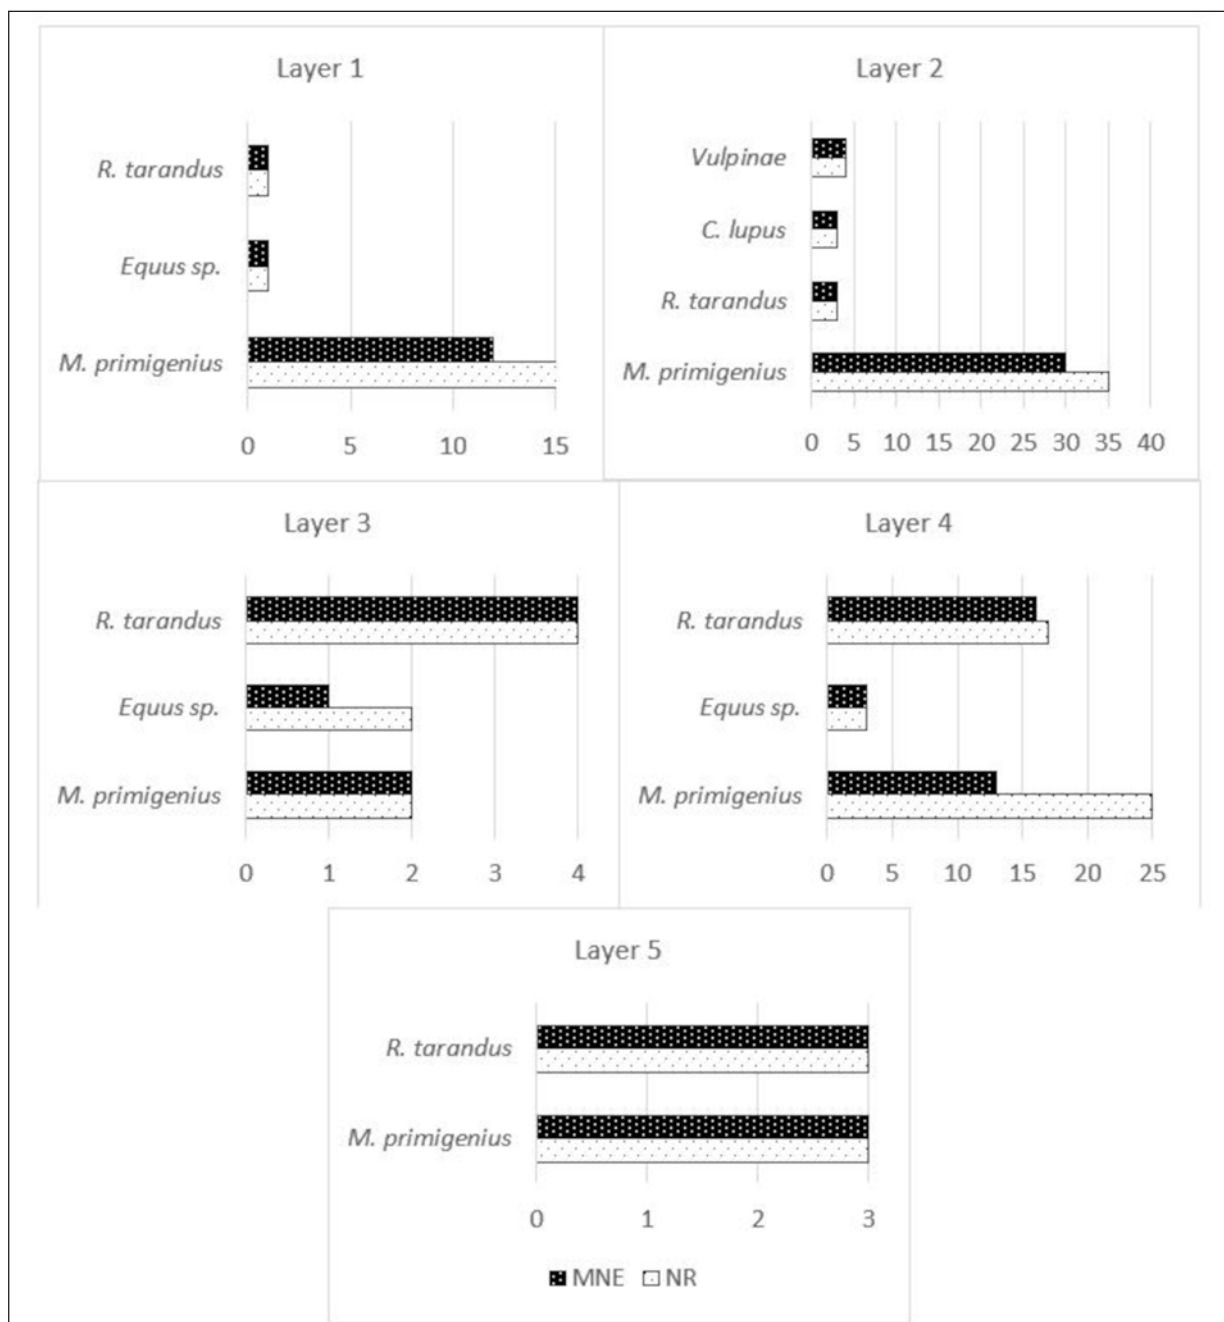 Layer 1
R. tarandus
Equus sp.
M. primigenius
0 5 10 15
Layer 2
Vulpinae
C. lupus
R. tarandus
M. primigenius
0 5 10 15 20 25 30 35 40
Layer 3
R. tarandus
Equus sp.
M. primigenius
0 1 2 3 4
Layer 4
R. tarandus
Equus sp.
M. primigenius
0 5 10 15 20 25
Layer 5
R. tarandus
M. primigenius
0 1 2 3
MNE NR